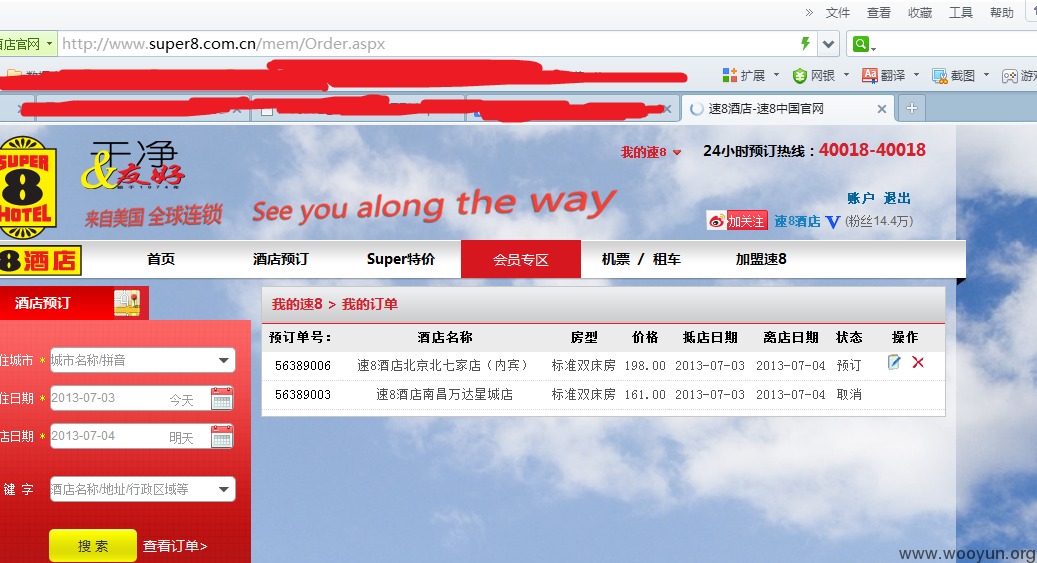 » 文件 查看 收藏 工具 帮助
酒店官网 http://www.super8.com.cn/mem/Order.aspx
扩展 网银 翻译 截图 游
速8酒店-速8中国官网
SUPER 8 HOTEL
干净&友好
我的速8 24小时预订热线：40018-40018
来自美国 全球连锁 See you along the way
账户 退出
加关注 速8酒店 (粉丝14.4万)
8酒店
首页 酒店预订 Super特价 会员专区 机票 / 租车 加盟速8
酒店预订
我的速8 > 我的订单
预订单号： 酒店名称 房型 价格 抵店日期 离店日期 状态 操作
56389006 速8酒店北京北七家店（内宾） 标准双床房 198.00 2013-07-03 2013-07-04 预订
56389003 速8酒店南昌万达星城店 标准双床房 161.00 2013-07-03 2013-07-04 取消
住城市 * 城市名称/拼音
住日期 * 2013-07-03 今天
店日期 * 2013-07-04 明天
键 字 酒店名称/地址/行政区域等
搜 索 查看订单>
www.wooyun.org